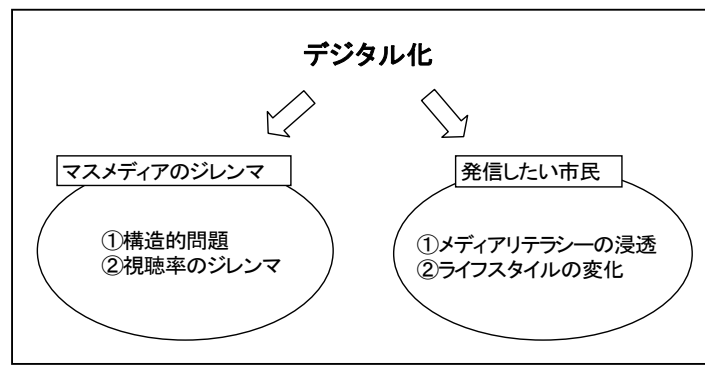 デジタル化
マスメディアのジレンマ
①構造的問題
②視聴率のジレンマ
発信したい市民
①メディアリテラシーの浸透
②ライフスタイルの変化